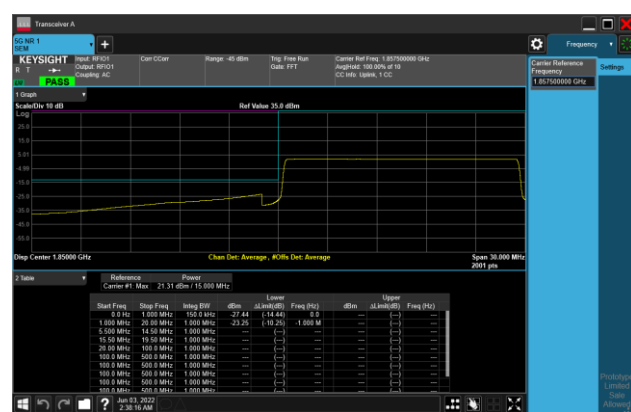 Transceiver A
5G NR 1
SEM
+
Frequency
KEYSIGHT
Input: RFIO1
Output: RFIO1
Coupling: AC
Corr CCorr
Range: -45 dBm
Trig: Free Run
Gate: FFT
Carrier Ref Freq: 1.857500000 GHz
Avg|Hold: 100.00% of 10
CC Info: Uplink, 1 CC
R T
PASS
Carrier Reference
Frequency
1.857500000 GHz
Settings
1 Graph
Scale/Div 10 dB
Ref Value 35.0 dBm
Log
25.0
15.0
5.01
-4.99
-15.0
-25.0
-35.0
-45.0
-55.0
Disp Center 1.85000 GHz
Chan Det: Average , #Offs Det: Average
Span 30.000 MHz
2001 pts
2 Table
Reference Power
Carrier #1: Max 21.31 dBm / 15.000 MHz
Lower Upper
Start Freq Stop Freq Integ BW dBm ΔLimit(dB) Freq (Hz) dBm ΔLimit(dB) Freq (Hz)
0.0 Hz 1.000 MHz 150.0 kHz -27.44 (-14.44) 0.0 --- (---) ---
1.000 MHz 20.00 MHz 1.000 MHz -23.25 (-10.25) -1.000 M --- (---) ---
5.500 MHz 14.50 MHz 1.000 MHz --- (---) --- --- (---) ---
15.50 MHz 19.50 MHz 1.000 MHz --- (---) --- --- (---) ---
20.00 MHz 100.0 MHz 1.000 MHz --- (---) --- --- (---) ---
100.0 MHz 500.0 MHz 1.000 MHz --- (---) --- --- (---) ---
100.0 MHz 500.0 MHz 1.000 MHz --- (---) --- --- (---) ---
100.0 MHz 500.0 MHz 1.000 MHz --- (---) --- --- (---) ---
100.0 MHz 500.0 MHz 1.000 MHz --- (---) --- --- (---) ---
100.0 MHz 500.0 MHz 1.000 MHz --- (---) --- --- (---) ---
Prototype
Limited
Sale
Allowed
?
Jun 03, 2022
2:38:16 AM